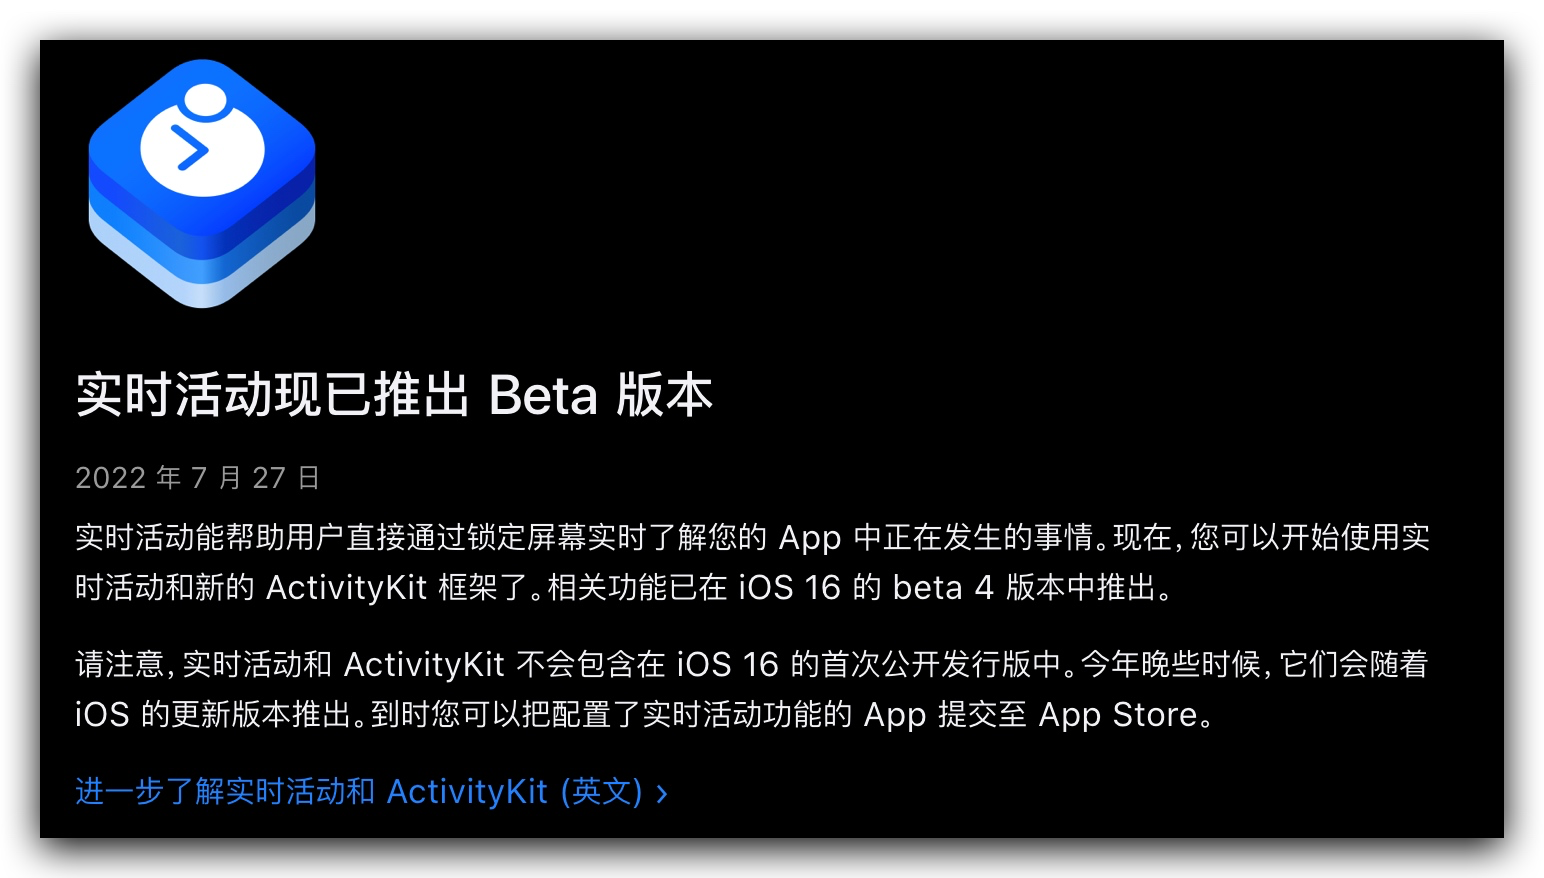 实时活动现已推出 Beta 版本
2022 年 7 月 27 日
实时活动能帮助用户直接通过锁定屏幕实时了解您的 App 中正在发生的事情。现在，您可以开始使用实
时活动和新的 ActivityKit 框架了。相关功能已在 iOS 16 的 beta 4 版本中推出。
请注意，实时活动和 ActivityKit 不会包含在 iOS 16 的首次公开发行版中。今年晚些时候，它们会随着
iOS 的更新版本推出。到时您可以把配置了实时活动功能的 App 提交至 App Store。
进一步了解实时活动和 ActivityKit (英文) ›